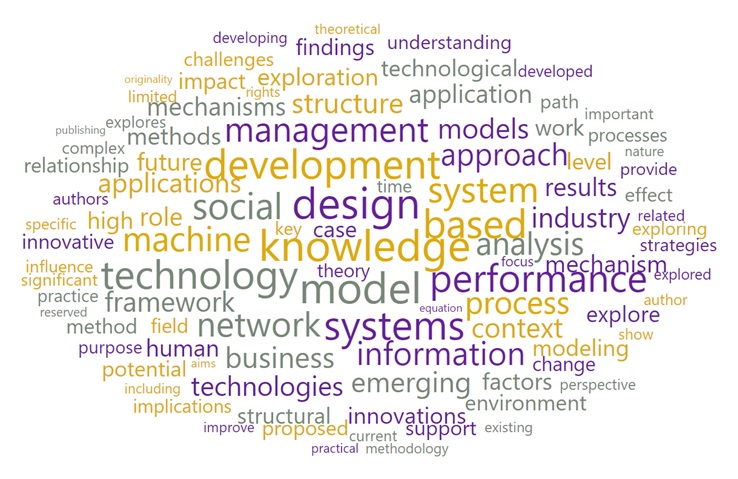 theoretical
developing findings understanding
challenges technological developed
originality impact exploration
limited rights structure application path
mechanisms important
publishing explores methods management models work processes
complex nature
relationship future development approach level provide
applications time system results effect
authors social design
specific high role key case knowledge based industry related exploring
innovative machine analysis strategies
influence technology theory focus mechanism explored
significant model performance
practice framework equation process author
reserved explore
method field network systems context show
purpose human business information modeling
potential aims change
including technologies emerging factors perspective
implications structural innovations environment
improve proposed current support existing
practical methodology